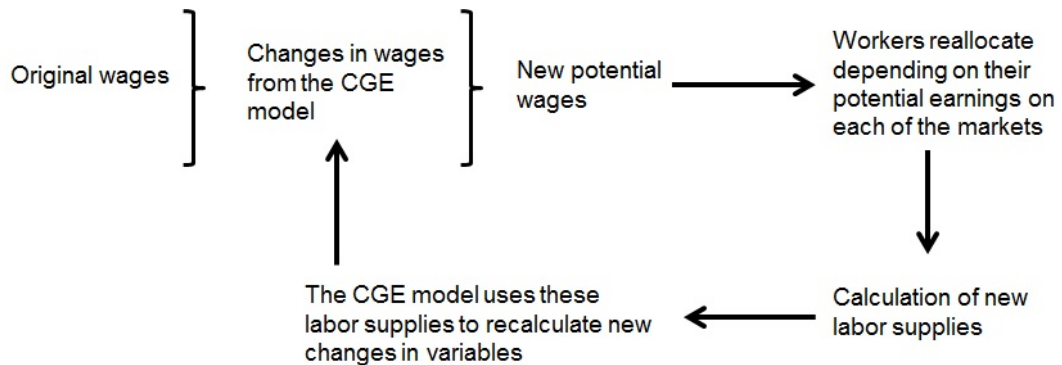 Original wages
Changes in wages
from the CGE
model
New potential
wages
Workers reallocate
depending on their
potential earnings on
each of the markets
Calculation of new
labor supplies
The CGE model uses these
labor supplies to recalculate new
changes in variables